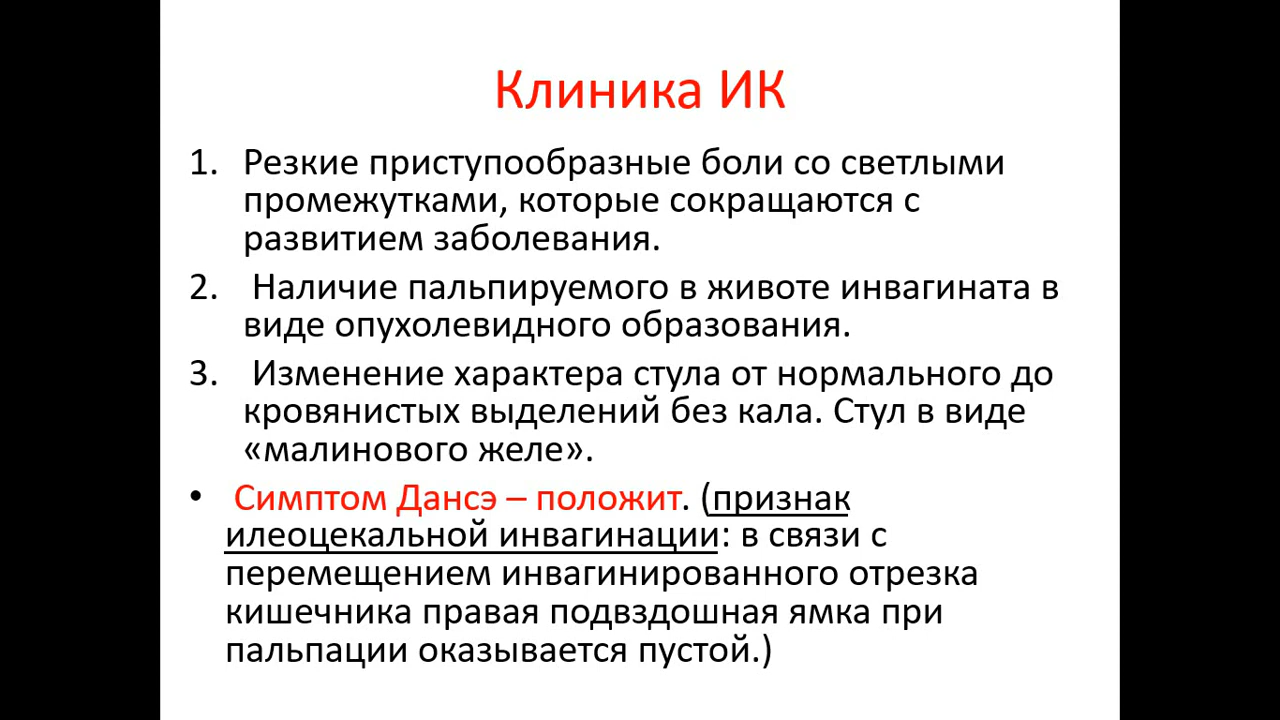 Клиника ИК
1. Резкие приступообразные боли со светлыми
промежутками, которые сокращаются с
развитием заболевания.
2. Наличие пальпируемого в животе инвагината в
виде опухолевидного образования.
3. Изменение характера стула от нормального до
кровянистых выделений без кала. Стул в виде
«малинового желе».
• Симптом Дансэ – положит. (признак
илеоцекальной инвагинации: в связи с
перемещением инвагинированного отрезка
кишечника правая подвздошная ямка при
пальпации оказывается пустой.)